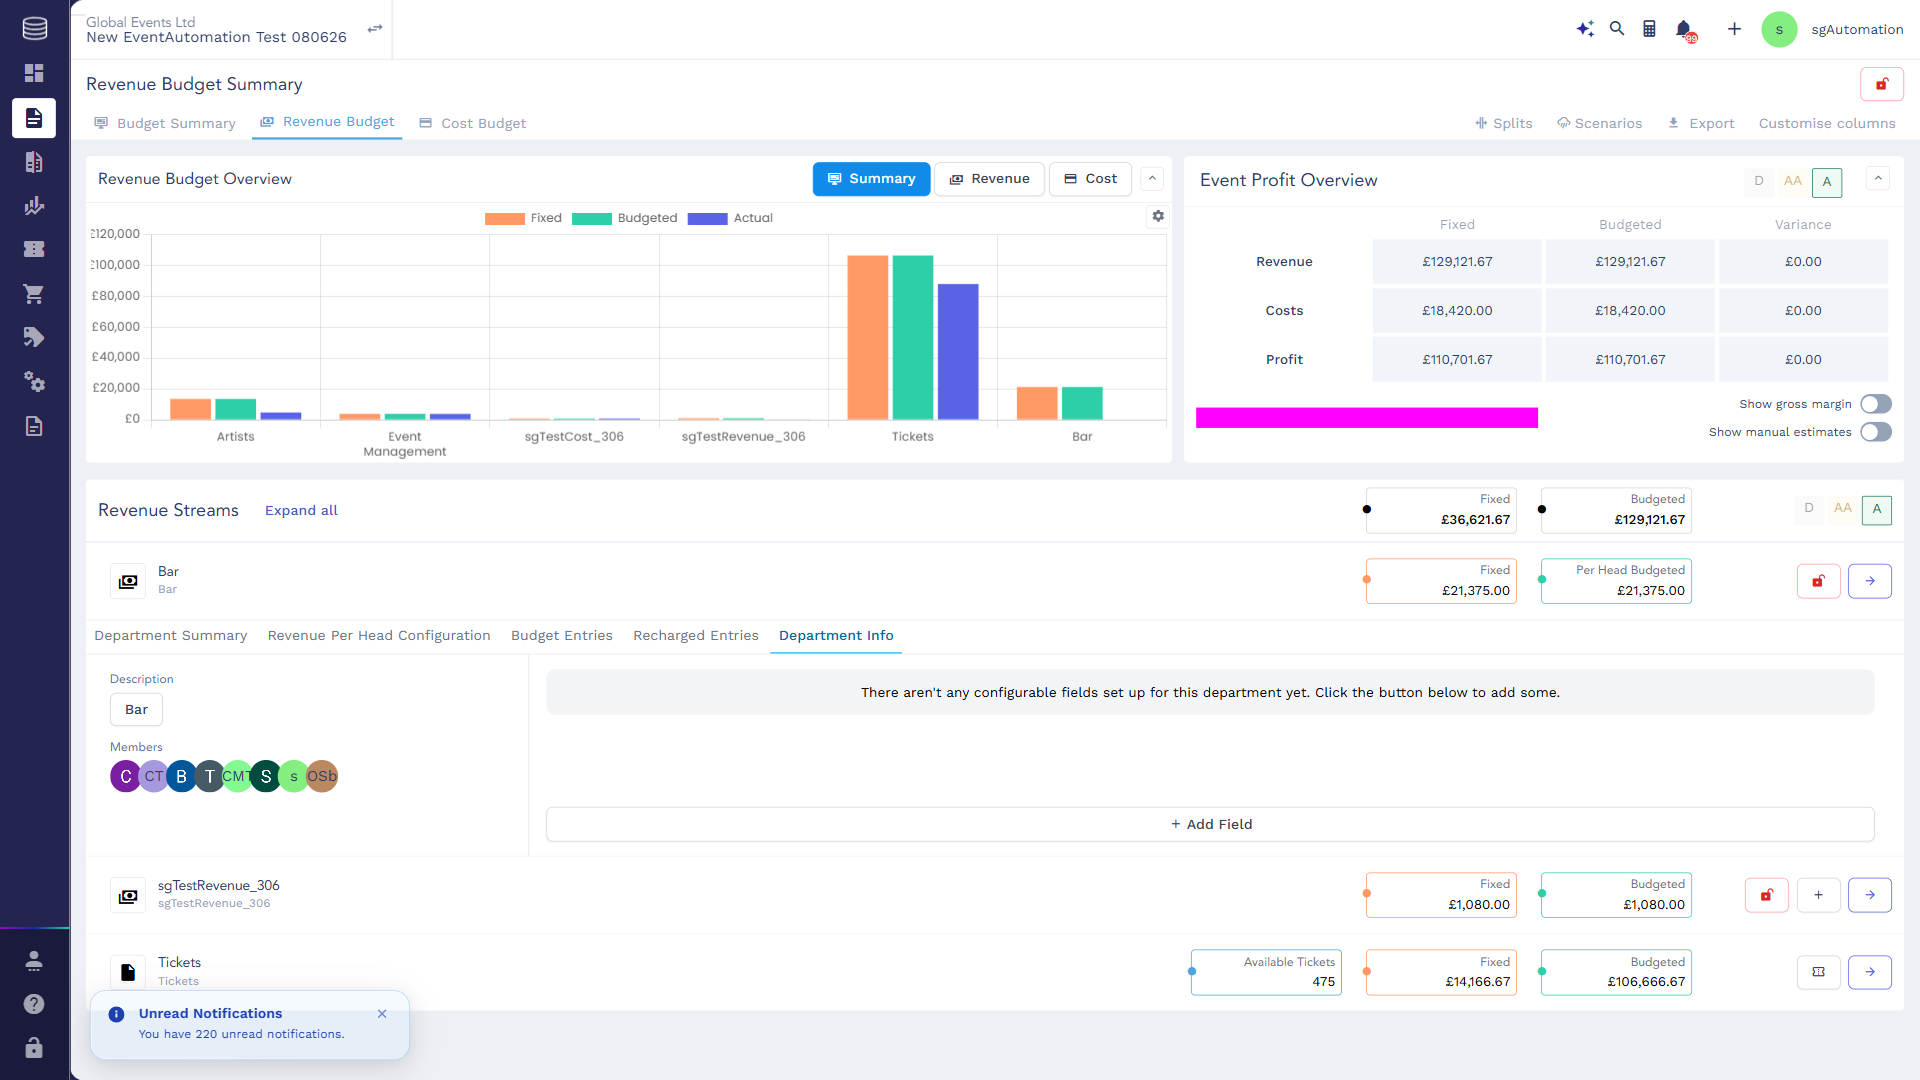 Global Events Ltd
New EventAutomation Test 080626
99
s
sgAutomation
Revenue Budget Summary
Budget Summary
Revenue Budget
Cost Budget
Splits
Scenarios
Export
Customise columns
Revenue Budget Overview
Summary
Revenue
Cost
Fixed
Budgeted
Actual
£120,000
£100,000
£80,000
£60,000
£40,000
£20,000
£0
Artists
Event
Management
sgTestCost_306
sgTestRevenue_306
Tickets
Bar
Event Profit Overview
D
AA
A
Fixed
Budgeted
Variance
Revenue
£129,121.67
£129,121.67
£0.00
Costs
£18,420.00
£18,420.00
£0.00
Profit
£110,701.67
£110,701.67
£0.00
Show gross margin
Show manual estimates
Revenue Streams
Expand all
Fixed
£36,621.67
Budgeted
£129,121.67
D
AA
A
Bar
Bar
Fixed
£21,375.00
Per Head Budgeted
£21,375.00
Department Summary
Revenue Per Head Configuration
Budget Entries
Recharged Entries
Department Info
Description
Bar
Members
C
CT
B
T
CMT
S
s
OSb
There aren't any configurable fields set up for this department yet. Click the button below to add some.
+ Add Field
sgTestRevenue_306
sgTestRevenue_306
Fixed
£1,080.00
Budgeted
£1,080.00
Tickets
Tickets
Available Tickets
475
Fixed
£14,166.67
Budgeted
£106,666.67
Unread Notifications
You have 220 unread notifications.